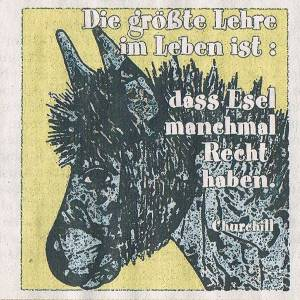 Die größte Lehre
im Leben ist :
dass Esel
manchmal
Recht
haben.
Churchill